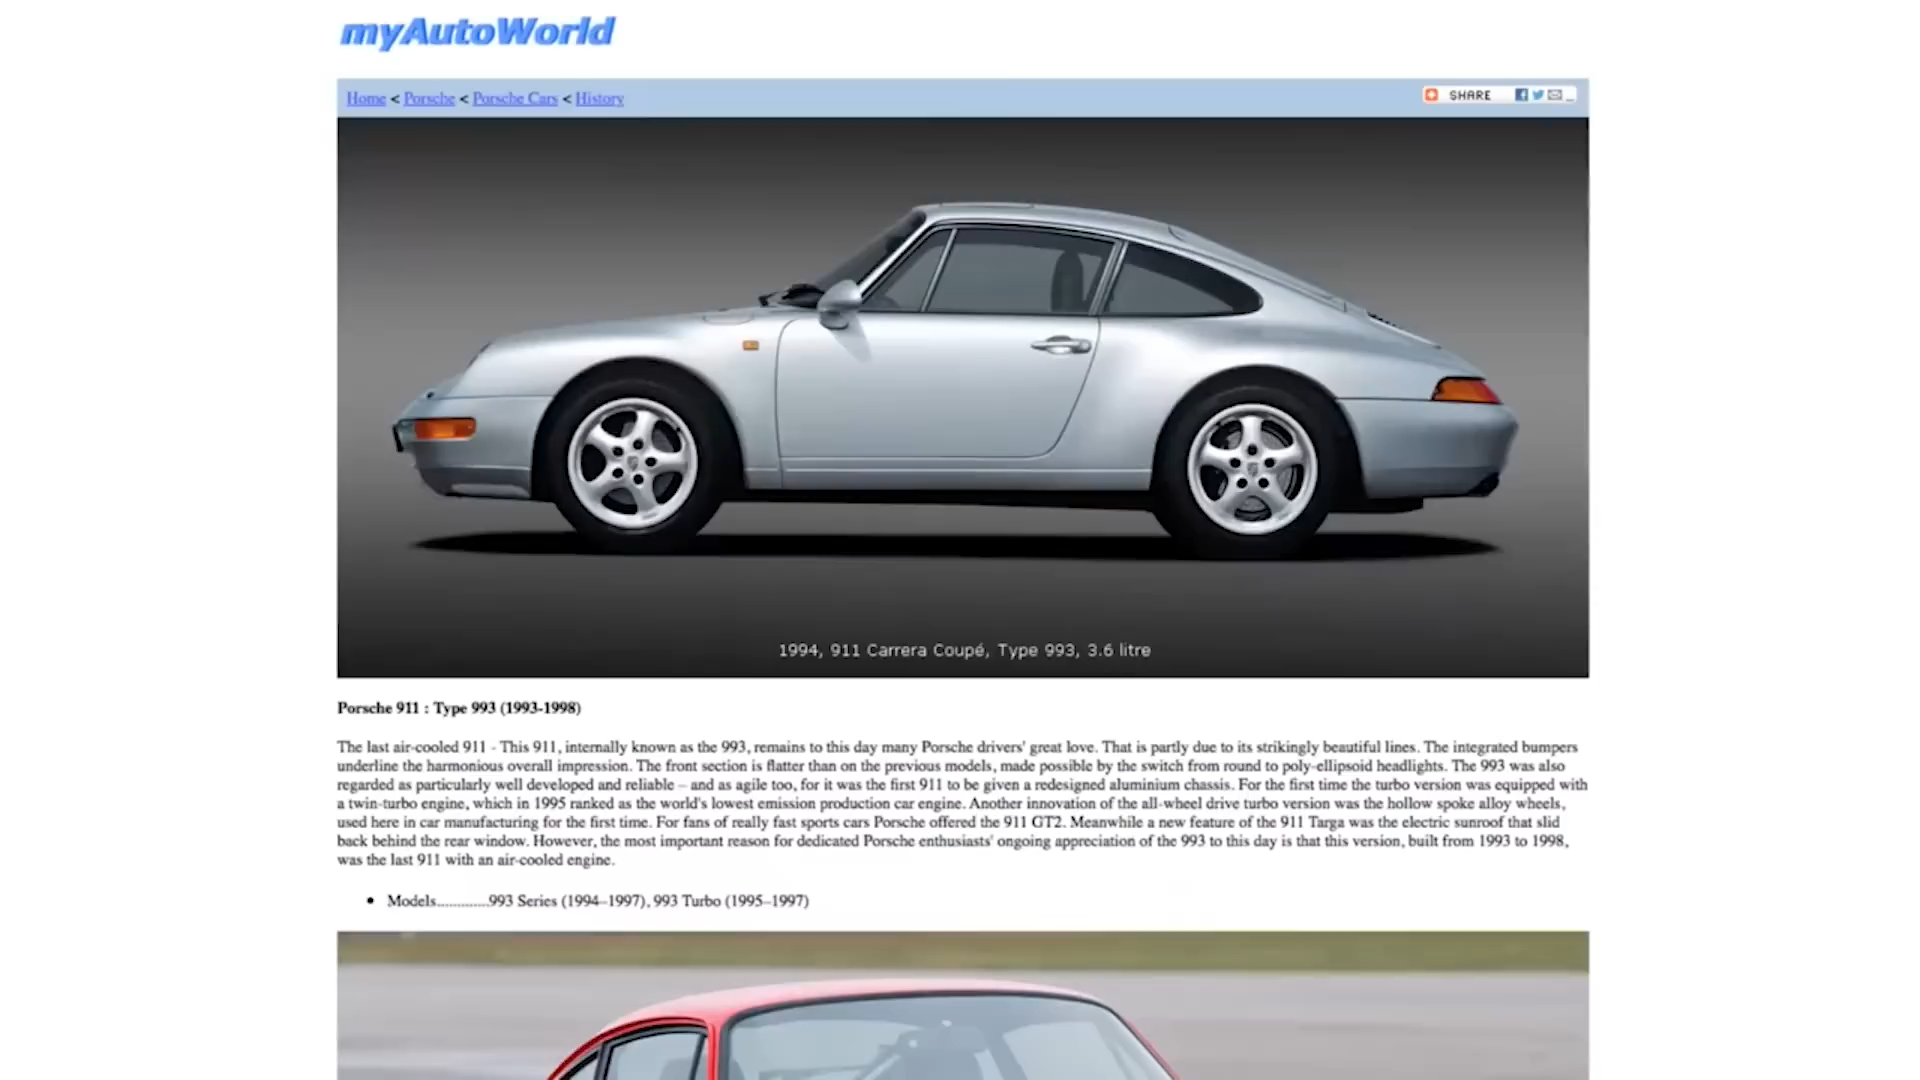 myAutoWorld
Home < Porsche < Porsche Cars < History
SHARE
1994, 911 Carrera Coupé, Type 993, 3.6 litre
Porsche 911 : Type 993 (1993-1998)
The last air-cooled 911 - This 911, internally known as the 993, remains to this day many Porsche drivers' great love. That is partly due to its strikingly beautiful lines. The integrated bumpers
underline the harmonious overall impression. The front section is flatter than on the previous models, made possible by the switch from round to poly-ellipsoid headlights. The 993 was also
regarded as particularly well developed and reliable – and as agile too, for it was the first 911 to be given a redesigned aluminium chassis. For the first time the turbo version was equipped with
a twin-turbo engine, which in 1995 ranked as the world's lowest emission production car engine. Another innovation of the all-wheel drive turbo version was the hollow spoke alloy wheels,
used here in car manufacturing for the first time. For fans of really fast sports cars Porsche offered the 911 GT2. Meanwhile a new feature of the 911 Targa was the electric sunroof that slid
back behind the rear window. However, the most important reason for dedicated Porsche enthusiasts' ongoing appreciation of the 993 to this day is that this version, built from 1993 to 1998,
was the last 911 with an air-cooled engine.
• Models.............993 Series (1994–1997), 993 Turbo (1995–1997)